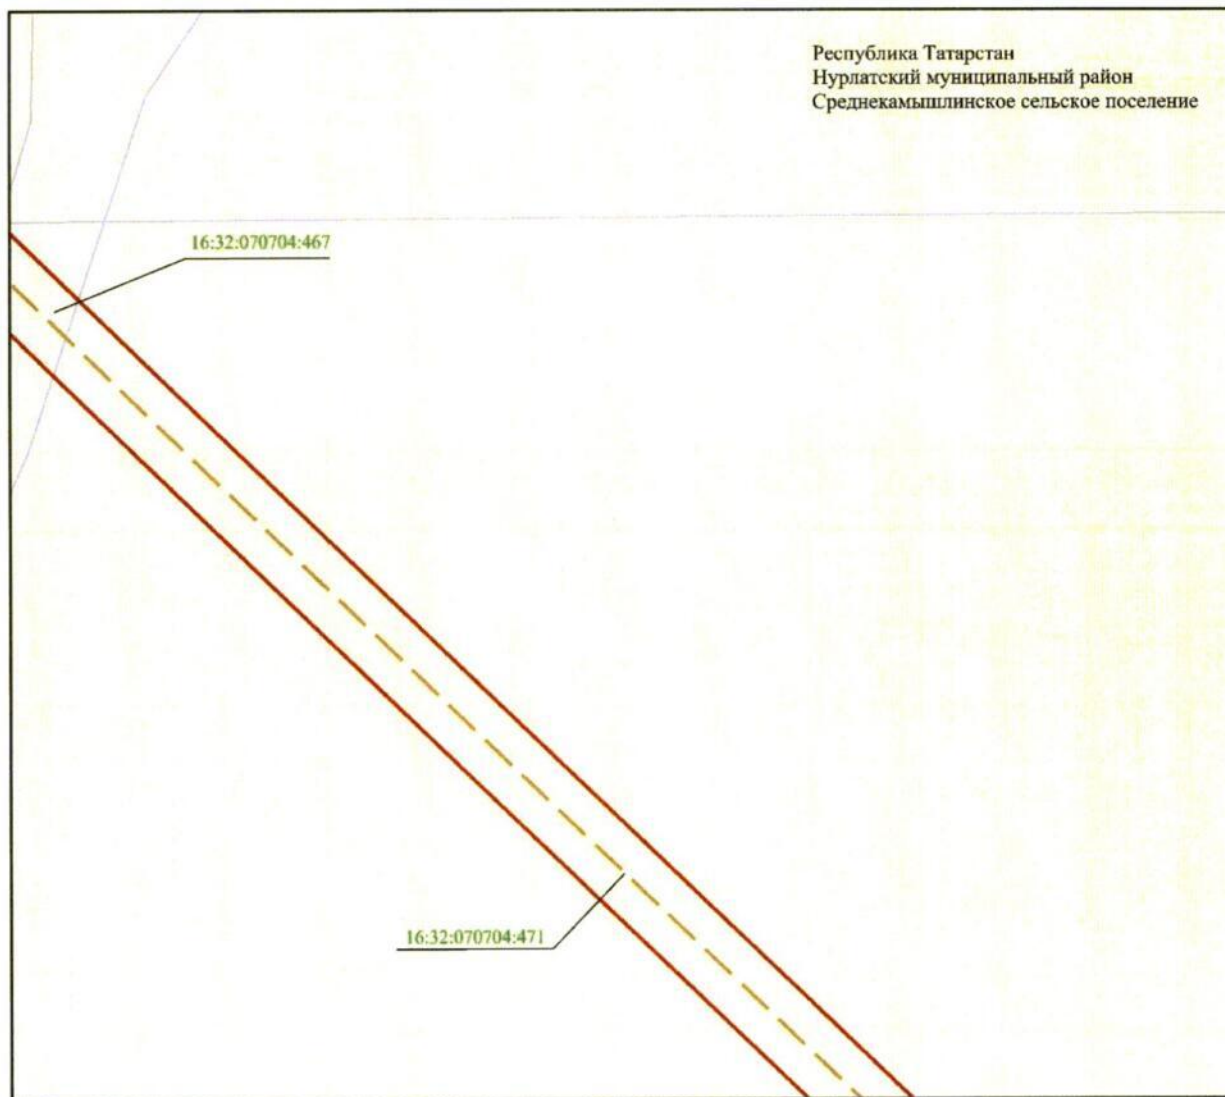 Республика Татарстан
Нурлатский муниципальный район
Среднекамышлинское сельское поселение
16:32:070704:467
16:32:070704:471